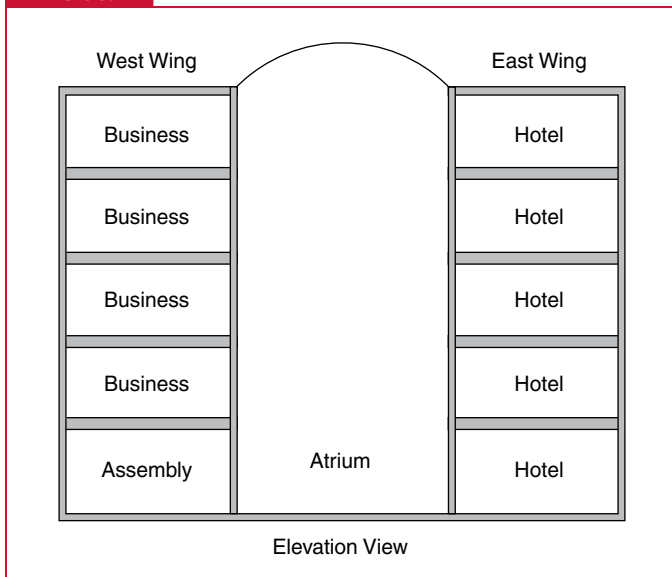 West Wing
East Wing
Business
Hotel
Business
Hotel
Business
Hotel
Business
Hotel
Assembly
Atrium
Hotel
Elevation View